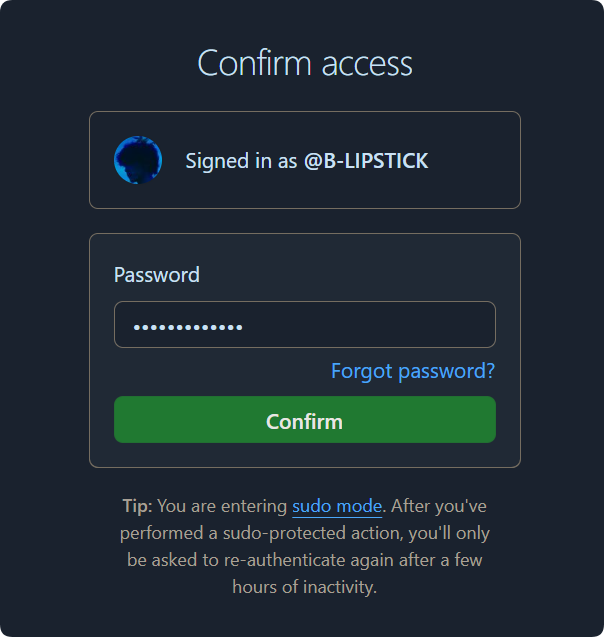 Confirm access
Signed in as @B-LIPSTICK
Password
•••••••••••••
Forgot password?
Confirm
Tip: You are entering sudo mode. After you've
performed a sudo-protected action, you'll only
be asked to re-authenticate again after a few
hours of inactivity.